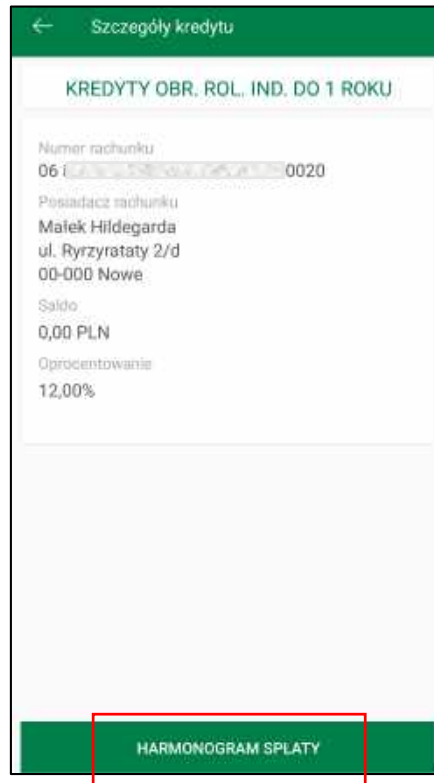 Szczegóły kredytu
KREDYTY OBR. ROL. IND. DO 1 ROKU
Numer rachunku
06 0020
Posiadacz rachunku
Małek Hildegarda
ul. Ryrzyrataty 2/d
00-000 Nowe
Saldo
0,00 PLN
Oprocentowanie
12,00%
HARMONOGRAM SPŁATY